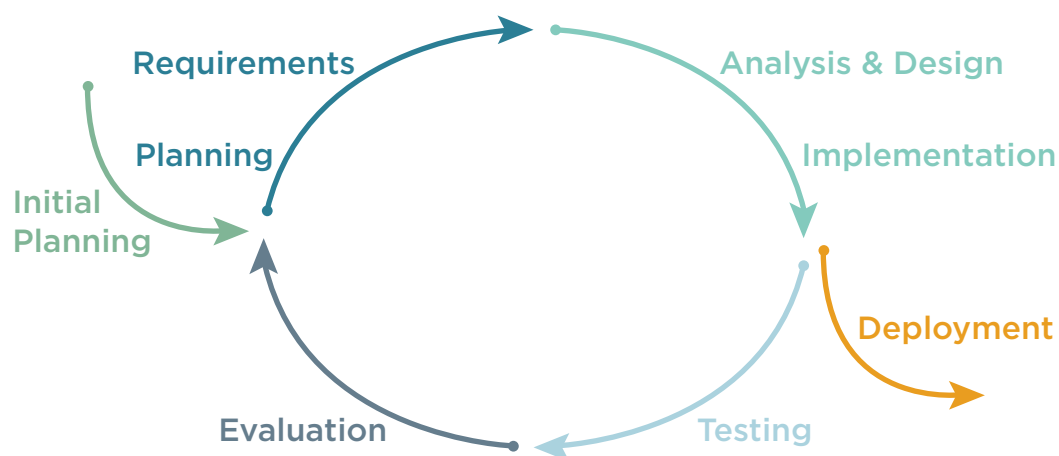 Requirements
Analysis & Design
Planning
Implementation
Initial
Planning
Deployment
Evaluation
Testing